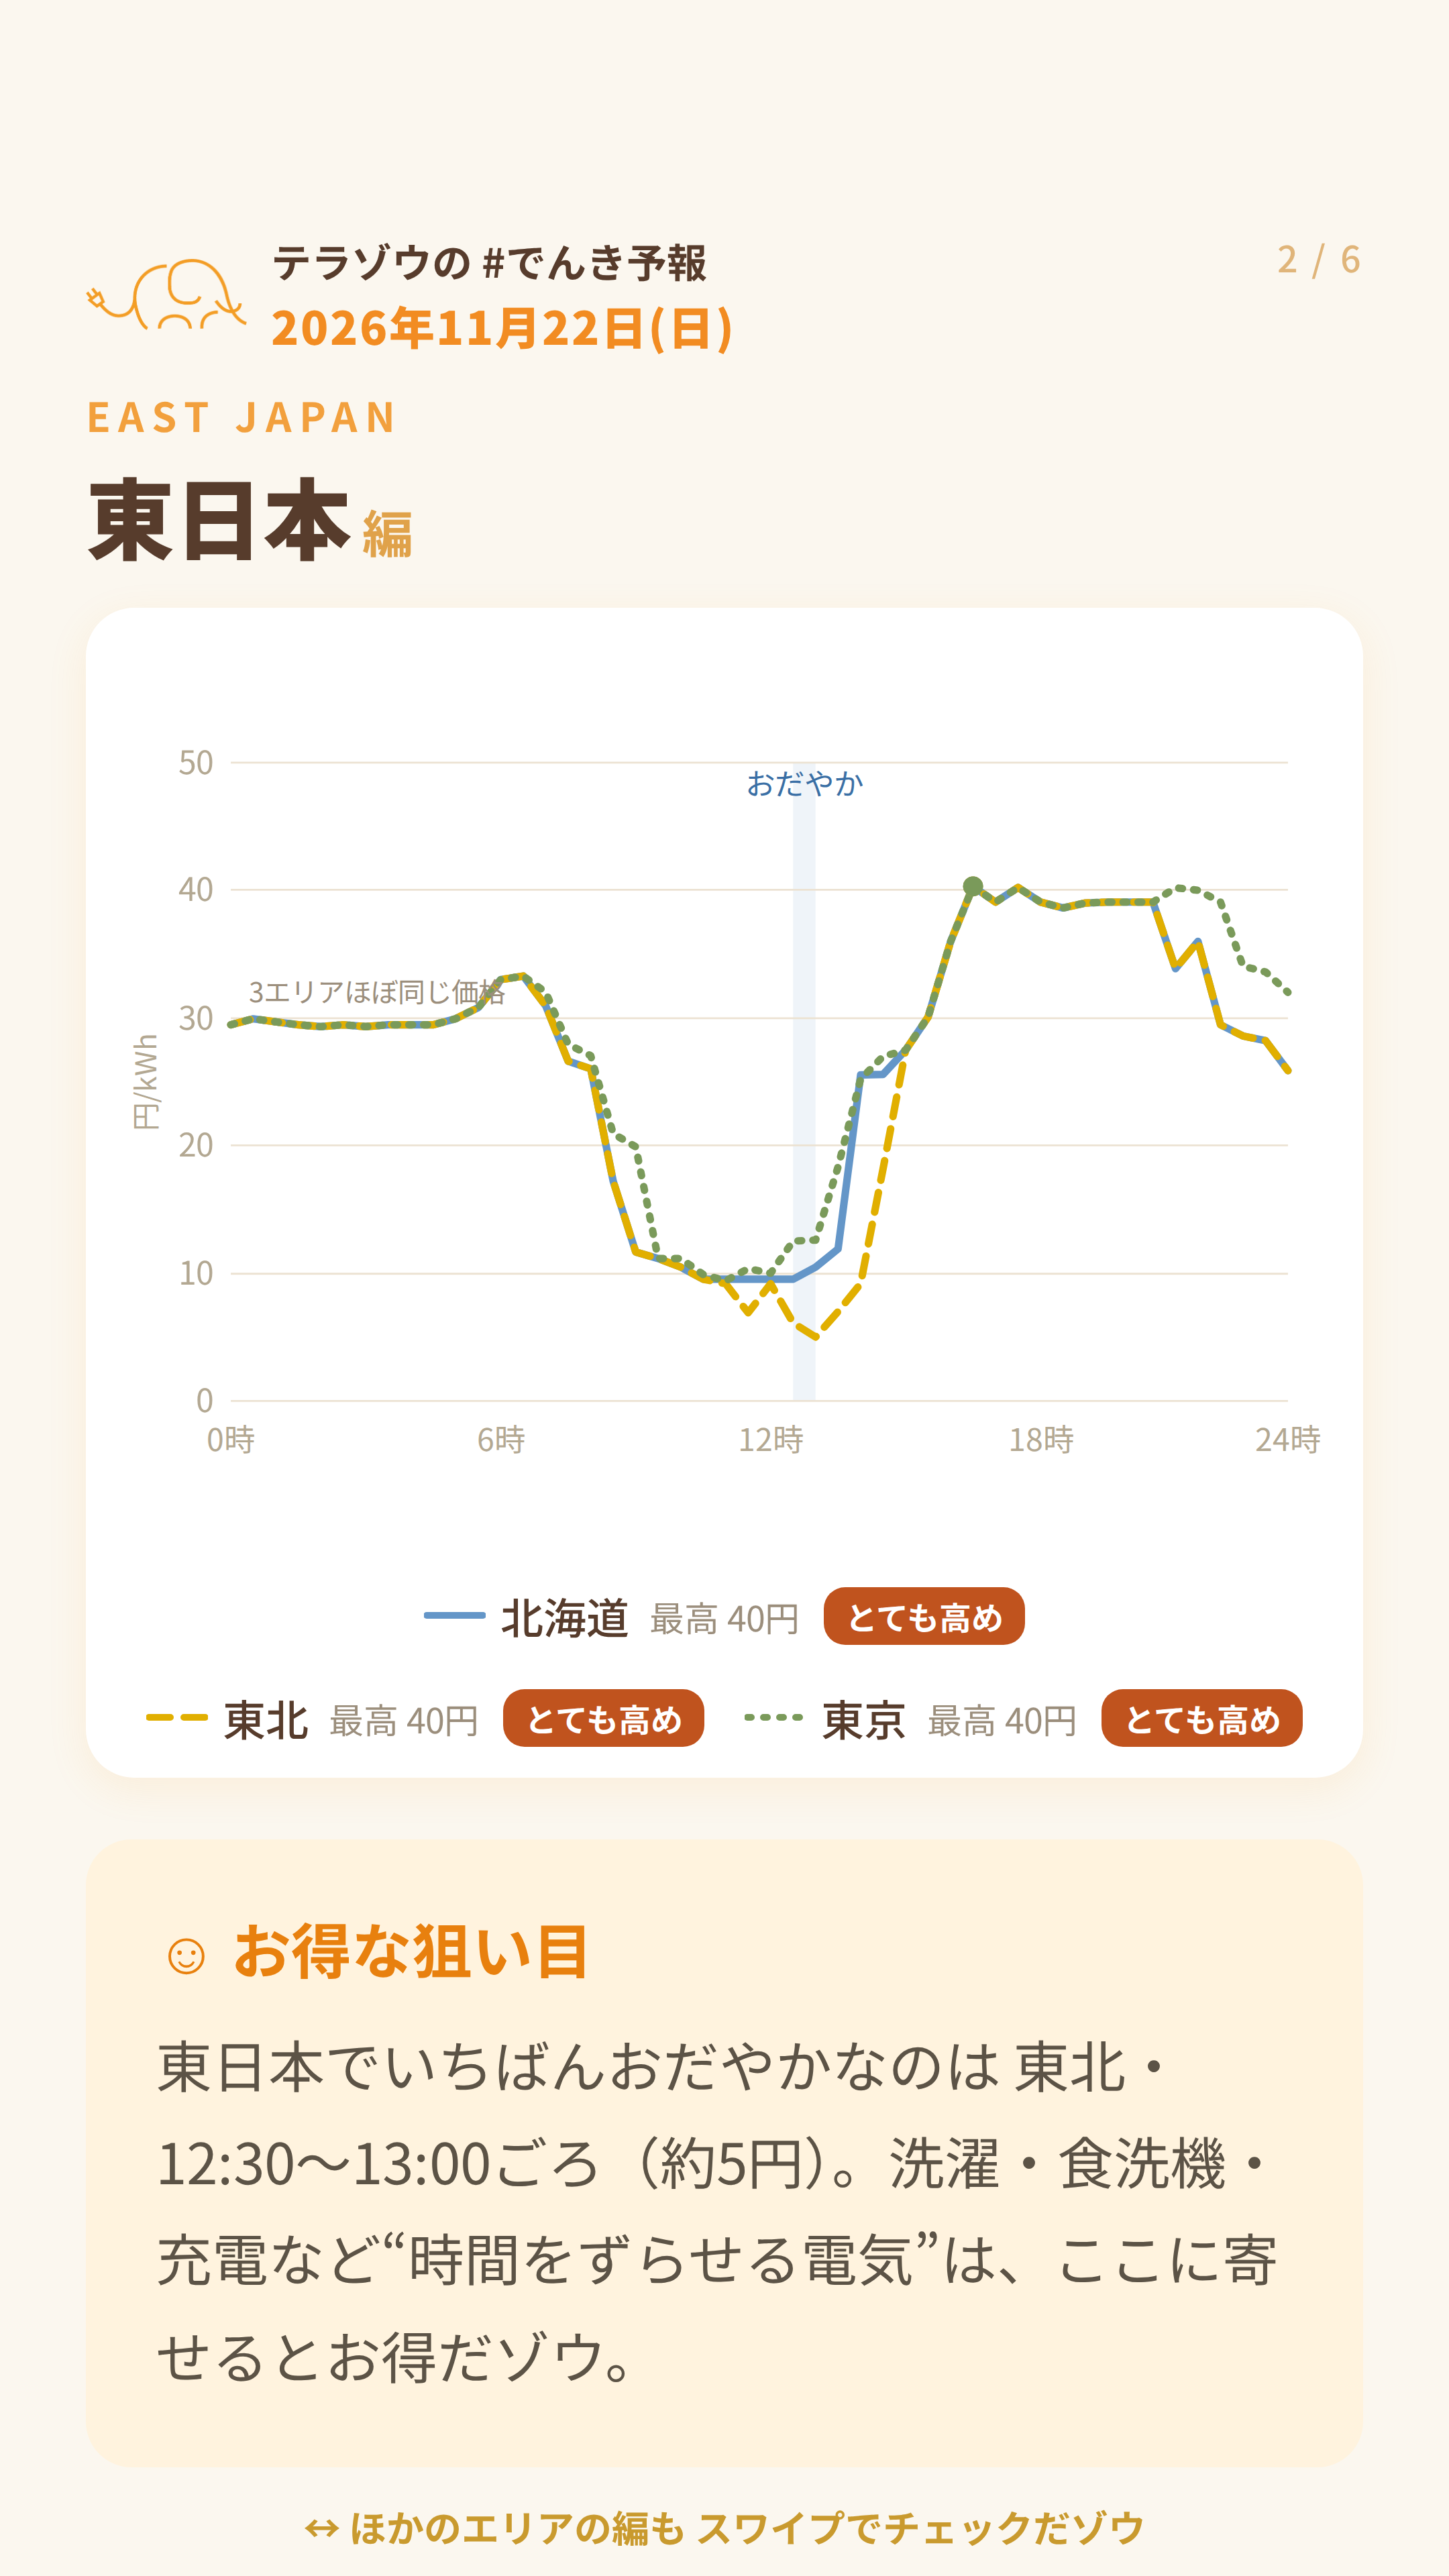 テラゾウの #でんき予報
2026年11月22日(日)
2 / 6
EAST JAPAN
東日本 編
50
おだやか
40
3エリアほぼ同じ価格
30
円/kWh
20
10
0
0時 6時 12時 18時 24時
北海道 最高 40円 とても高め
東北 最高 40円 とても高め 東京 最高 40円 とても高め
☺ お得な狙い目
東日本でいちばんおだやかなのは 東北・
12:30〜13:00ごろ（約5円）。洗濯・食洗機・
充電など“時間をずらせる電気”は、ここに寄
せるとお得だゾウ。
↔ ほかのエリアの編も スワイプでチェックだゾウ